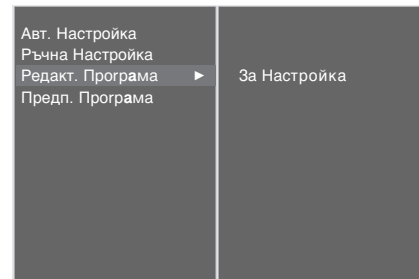 Авт. Настройка
Ръчна Настройка
Редакт. Програма ►
За Настройка
Предп. Програма